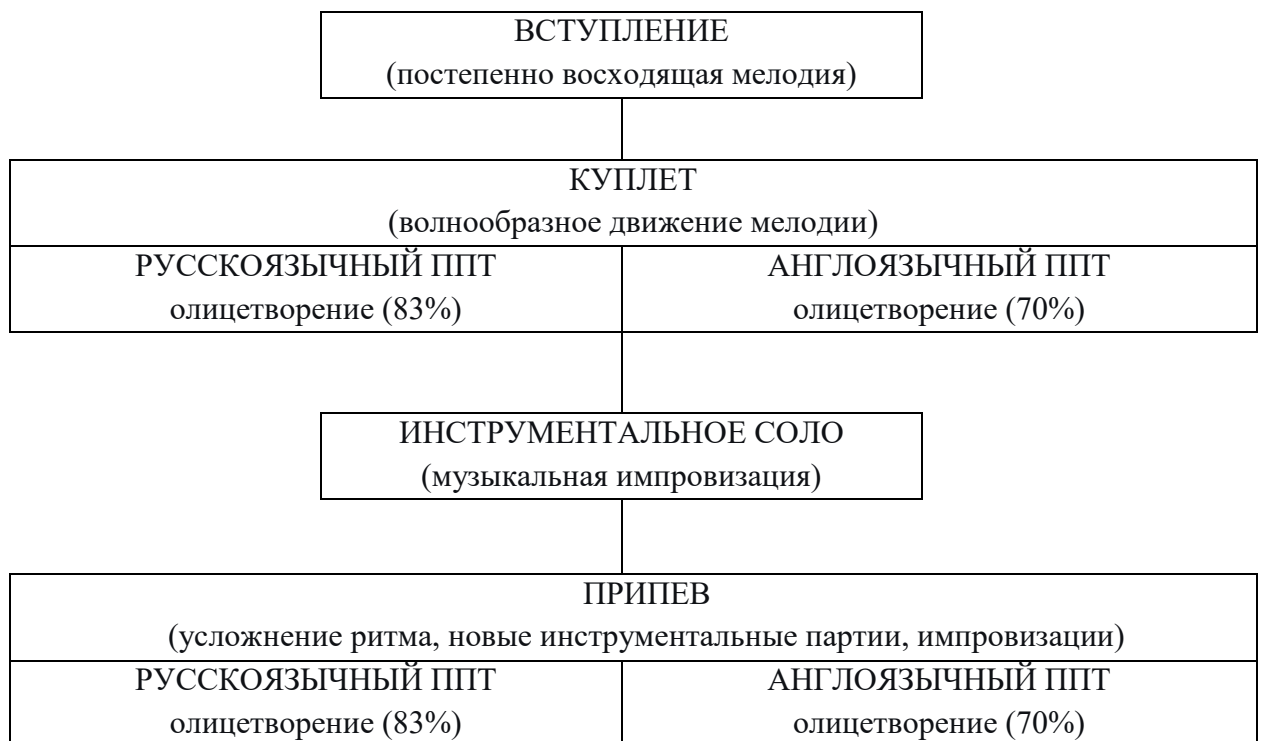 ВСТУПЛЕНИЕ
(постепенно восходящая мелодия)
КУПЛЕТ
(волнообразное движение мелодии)
РУССКОЯЗЫЧНЫЙ ППТ
олицетворение (83%)
АНГЛОЯЗЫЧНЫЙ ППТ
олицетворение (70%)
ИНСТРУМЕНТАЛЬНОЕ СОЛО
(музыкальная импровизация)
ПРИПЕВ
(усложнение ритма, новые инструментальные партии, импровизации)
РУССКОЯЗЫЧНЫЙ ППТ
олицетворение (83%)
АНГЛОЯЗЫЧНЫЙ ППТ
олицетворение (70%)